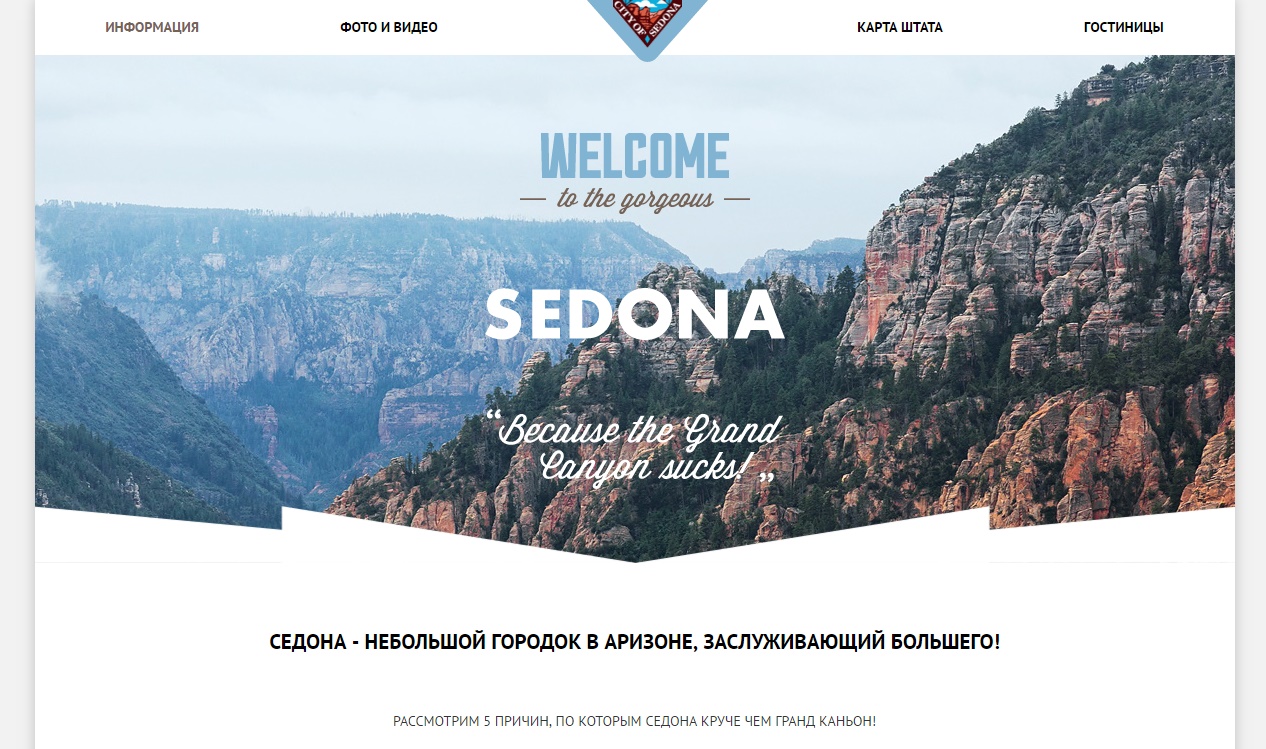 ИНФОРМАЦИЯ
ФОТО И ВИДЕО
CITY OF SEDONA
КАРТА ШТАТА
ГОСТИНИЦЫ
WELCOME
— to the gorgeous —
SEDONA
“Because the Grand
Canyon sucks! „
СЕДОНА - НЕБОЛЬШОЙ ГОРОДОК В АРИЗОНЕ, ЗАСЛУЖИВАЮЩИЙ БОЛЬШЕГО!
РАССМОТРИМ 5 ПРИЧИН, ПО КОТОРЫМ СЕДОНА КРУЧЕ ЧЕМ ГРАНД КАНЬОН!